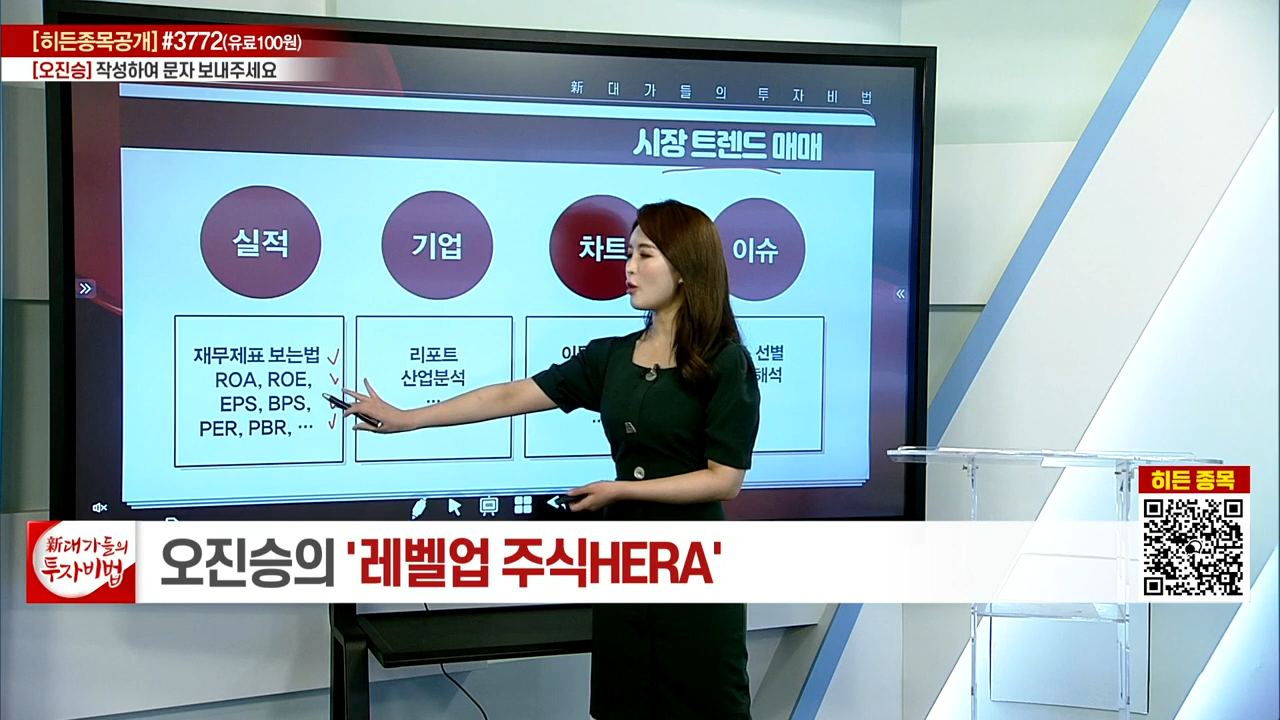 [히든종목공개] #3772(유료100원)
[오진승] 작성하여 문자 보내주세요
新 대 가 들 의 투 자 비 법
시장 트렌드 매매
실적
기업
차트
이슈
재무제표 보는법
ROA, ROE,
EPS, BPS,
PER, PBR, ···
리포트
산업분석
···
선별
해석
히든 종목
新대가들의
투자비법
오진승의 '레벨업 주식HERA'